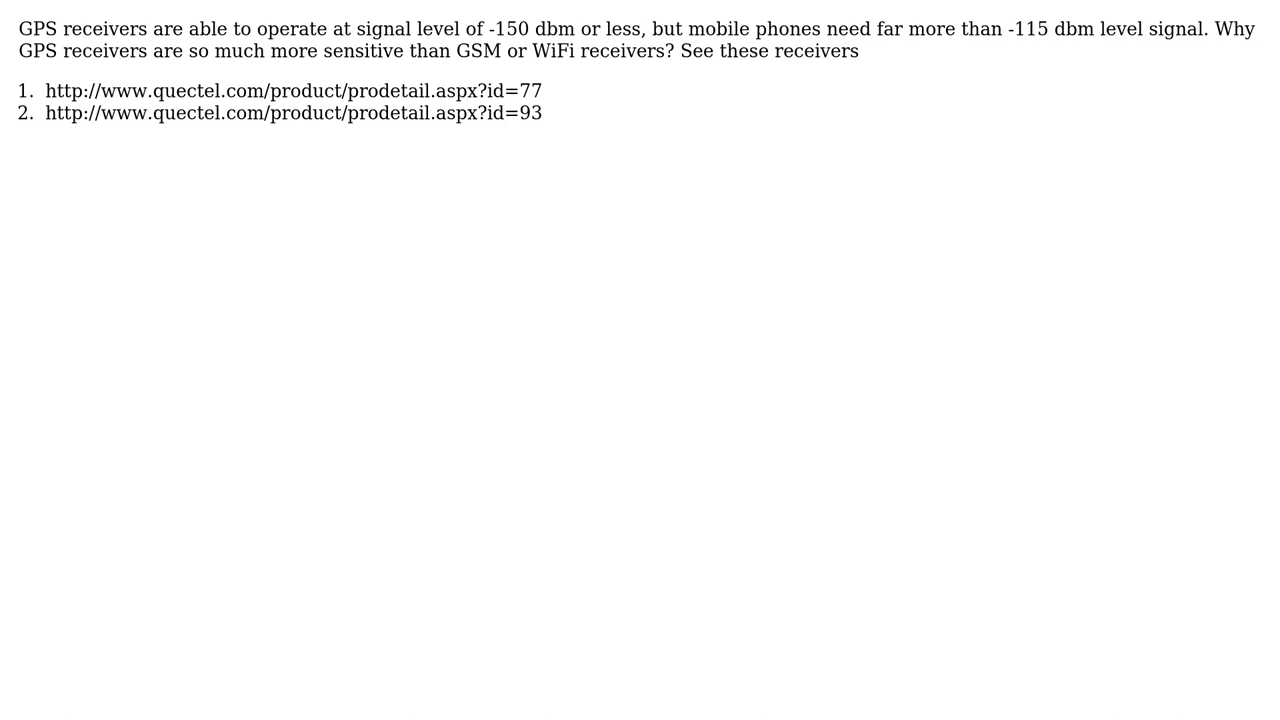 GPS receivers are able to operate at signal level of -150 dbm or less, but mobile phones need far more than -115 dbm level signal. Why
GPS receivers are so much more sensitive than GSM or WiFi receivers? See these receivers
1. http://www.quectel.com/product/prodetail.aspx?id=77
2. http://www.quectel.com/product/prodetail.aspx?id=93